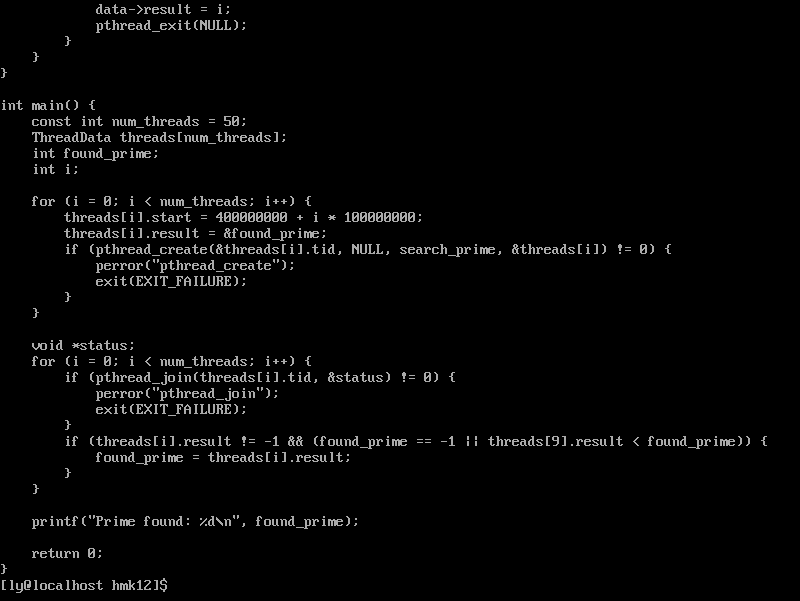 data->result = i;
            pthread_exit(NULL);
        }
    }
}

int main() {
    const int num_threads = 50;
    ThreadData threads[num_threads];
    int found_prime;
    int i;

    for (i = 0; i < num_threads; i++) {
        threads[i].start = 400000000 + i * 100000000;
        threads[i].result = &found_prime;
        if (pthread_create(&threads[i].tid, NULL, search_prime, &threads[i]) != 0) {
            perror("pthread_create");
            exit(EXIT_FAILURE);
        }
    }

    void *status;
    for (i = 0; i < num_threads; i++) {
        if (pthread_join(threads[i].tid, &status) != 0) {
            perror("pthread_join");
            exit(EXIT_FAILURE);
        }
        if (threads[i].result != -1 && (found_prime == -1 || threads[9].result < found_prime)) {
            found_prime = threads[i].result;
        }
    }

    printf("Prime found: %d\n", found_prime);

    return 0;
}
[ly@localhost hmk12]$